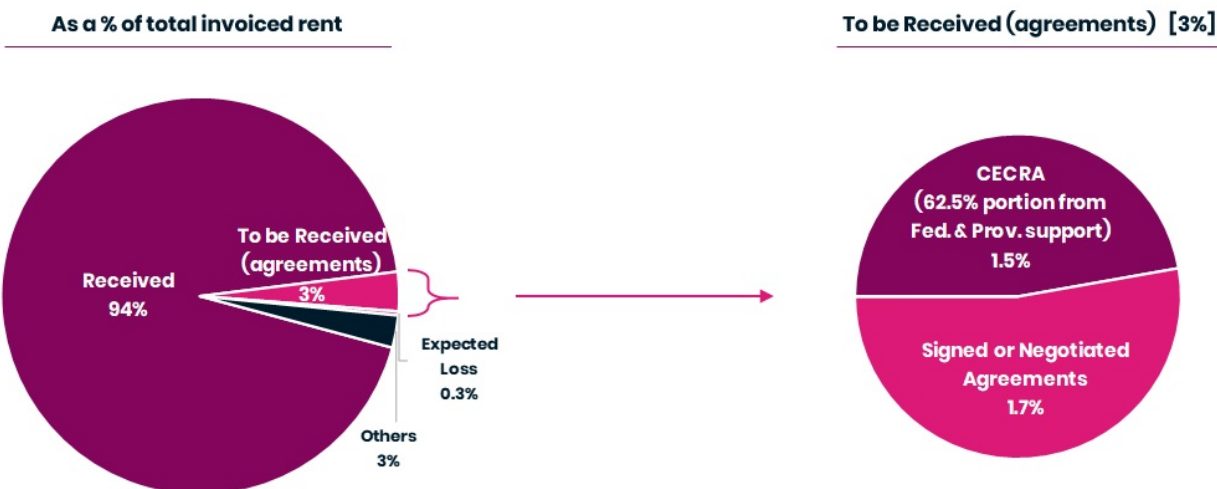 As a % of total invoiced rent
To be Received (agreements) [3%]
Received
94%
To be Received
(agreements)
3%
Expected
Loss
0.3%
Others
3%
CECRA
(62.5% portion from
Fed. & Prov. support)
1.5%
Signed or Negotiated
Agreements
1.7%